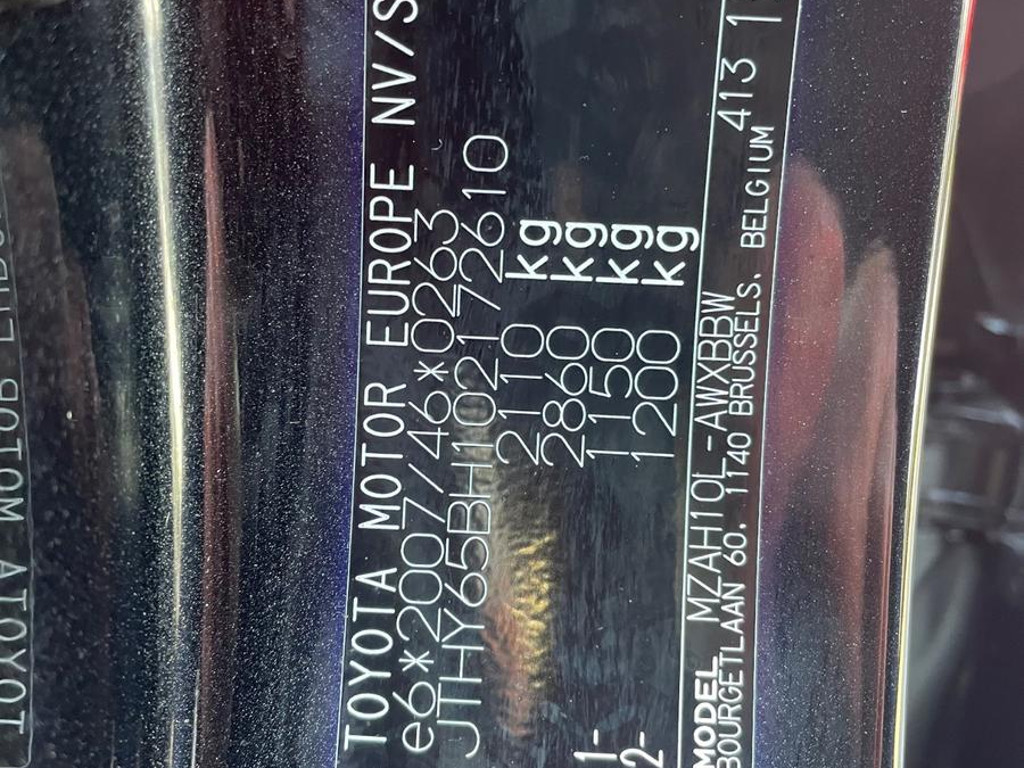 TOYOTA MOTOR EUROPE NV/S
e6*2007/46*0263
JTHY65BH102172610
2110 kg
2860 kg
1- 1150 kg
2- 1200 kg
MODEL MZAH10L-AWXBBW 413 1
BOURGETLAAN 60. 1140 BRUSSELS. BELGIUM